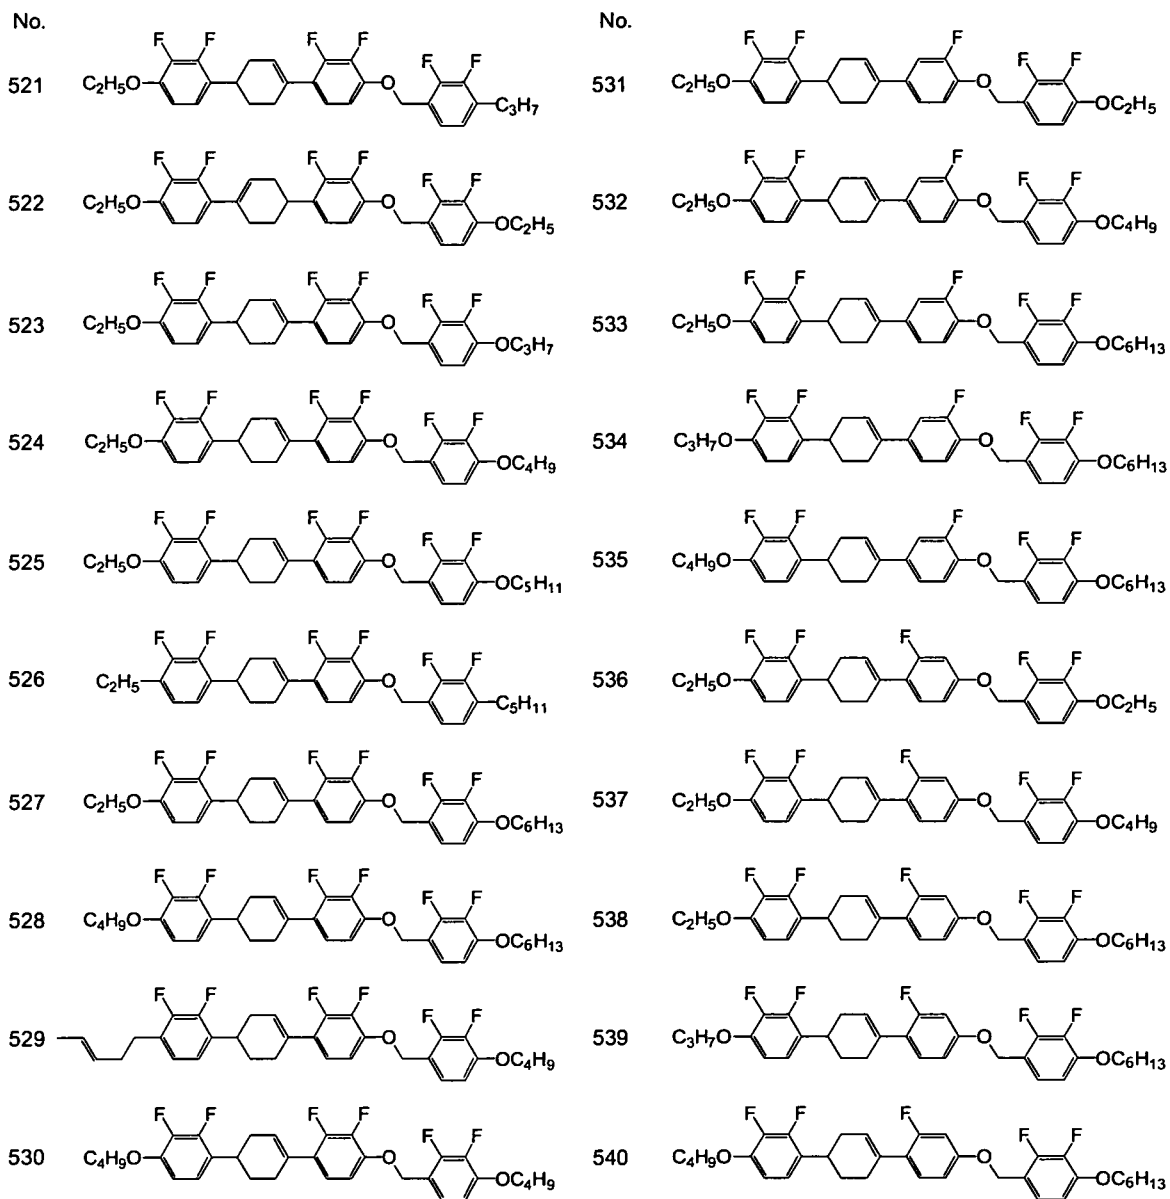 No.
521 F F F F F F C2H5O O C3H7
522 F F F F F F C2H5O O OC2H5
523 F F F F F F C2H5O O OC3H7
524 F F F F F F C2H5O O OC4H9
525 F F F F F F C2H5O O OC5H11
526 F F F F F F C2H5 O C5H11
527 F F F F F F C2H5O O OC6H13
528 F F F F F F C4H9O O OC6H13
529 F F F F F F O OC4H9
530 F F F F F F C4H9O O OC4H9
No.
531 F F F F F C2H5O O OC2H5
532 F F F F F C2H5O O OC4H9
533 F F F F F C2H5O O OC6H13
534 F F F F F C3H7O O OC6H13
535 F F F F F C4H9O O OC6H13
536 F F F F F C2H5O O OC2H5
537 F F F F F C2H5O O OC4H9
538 F F F F F C2H5O O OC6H13
539 F F F F F C3H7O O OC6H13
540 F F F F F C4H9O O OC6H13